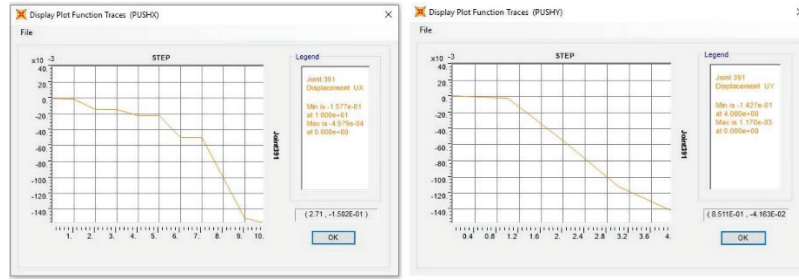 Display Plot Function Traces (PUSHX)
File
x10 -3
STEP
40.
20.
0.
-20.
-40.
-60.
-80.
-100.
-120.
-140.
1. 2. 3. 4. 5. 6. 7. 8. 9. 10.
Joint391
Legend
Joint 391
Displacement UX
Min is -1.577e-01
at 1.000e+01
Max is -4.979e-04
at 0.000e+00
( 2.71 , -1.582E-01 )
OK
Display Plot Function Traces (PUSHY)
File
x10 -3
STEP
40.
20.
0.
-20.
-40.
-60.
-80.
-100.
-120.
-140.
0.4 0.8 1.2 1.6 2. 2.4 2.8 3.2 3.6 4.
Joint391
Legend
Joint 391
Displacement UY
Min is -1.427e-01
at 4.000e+00
Max is 1.170e-03
at 0.000e+00
( 8.511E-01 , -4.163E-02
OK